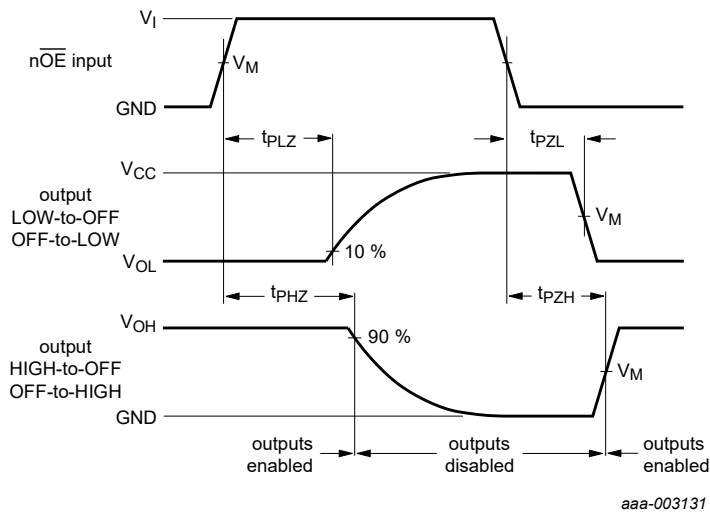 V_I
nO̅E̅ input
V_M
GND
t_PLZ
t_PZL
V_CC
output
LOW-to-OFF
OFF-to-LOW
V_M
10 %
V_OL
t_PHZ
t_PZH
V_OH
90 %
output
HIGH-to-OFF
OFF-to-HIGH
V_M
GND
outputs
enabled
outputs
disabled
outputs
enabled
aaa-003131